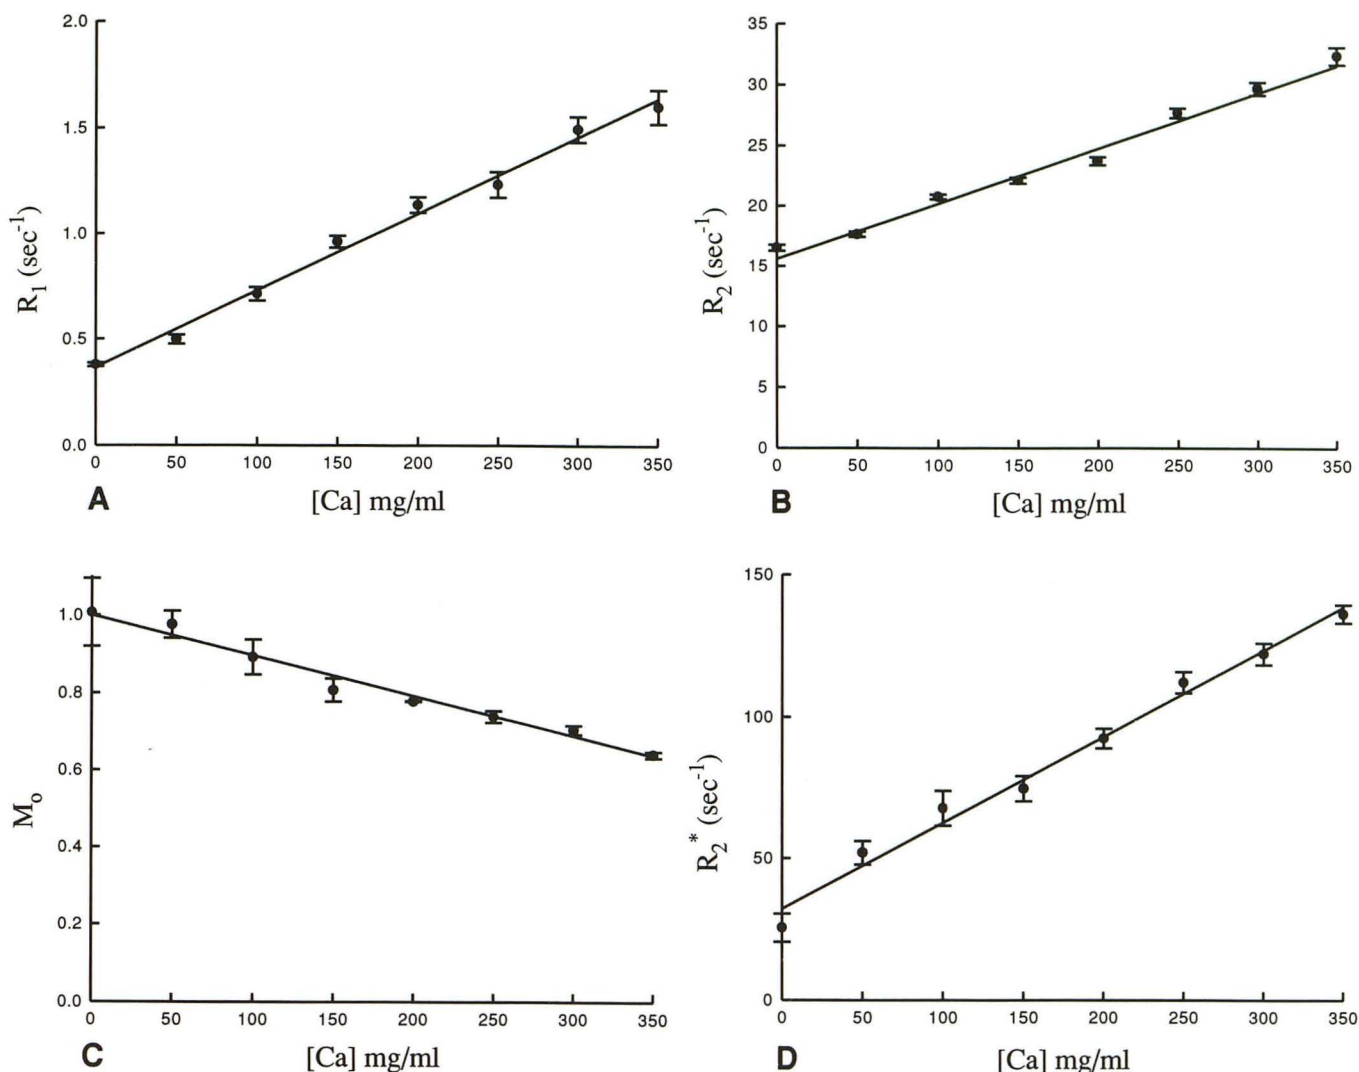 2.0
1.5
1.0
0.5
0.0
R₁ (sec⁻¹)
0 50 100 150 200 250 300 350
A [Ca] mg/ml
35
30
25
20
15
10
5
0
R₂ (sec⁻¹)
0 50 100 150 200 250 300 350
B [Ca] mg/ml
1.0
0.8
0.6
0.4
0.2
0.0
Mₒ
0 50 100 150 200 250 300 350
C [Ca] mg/ml
150
100
50
0
R₂* (sec⁻¹)
0 50 100 150 200 250 300 350
D [Ca] mg/ml